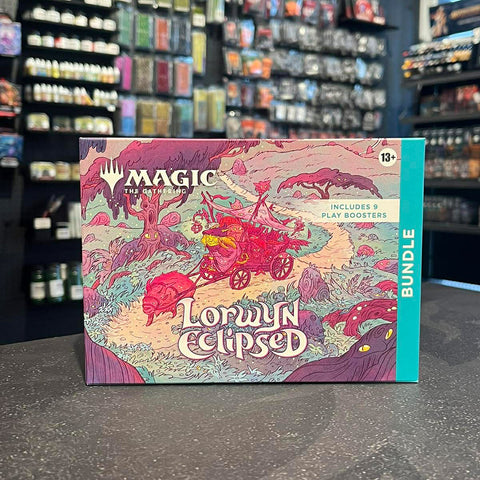 MAGIC
THE GATHERING
13+
INCLUDES 9
PLAY BOOSTERS
BUNDLE
Lorwyn
Eclipsed